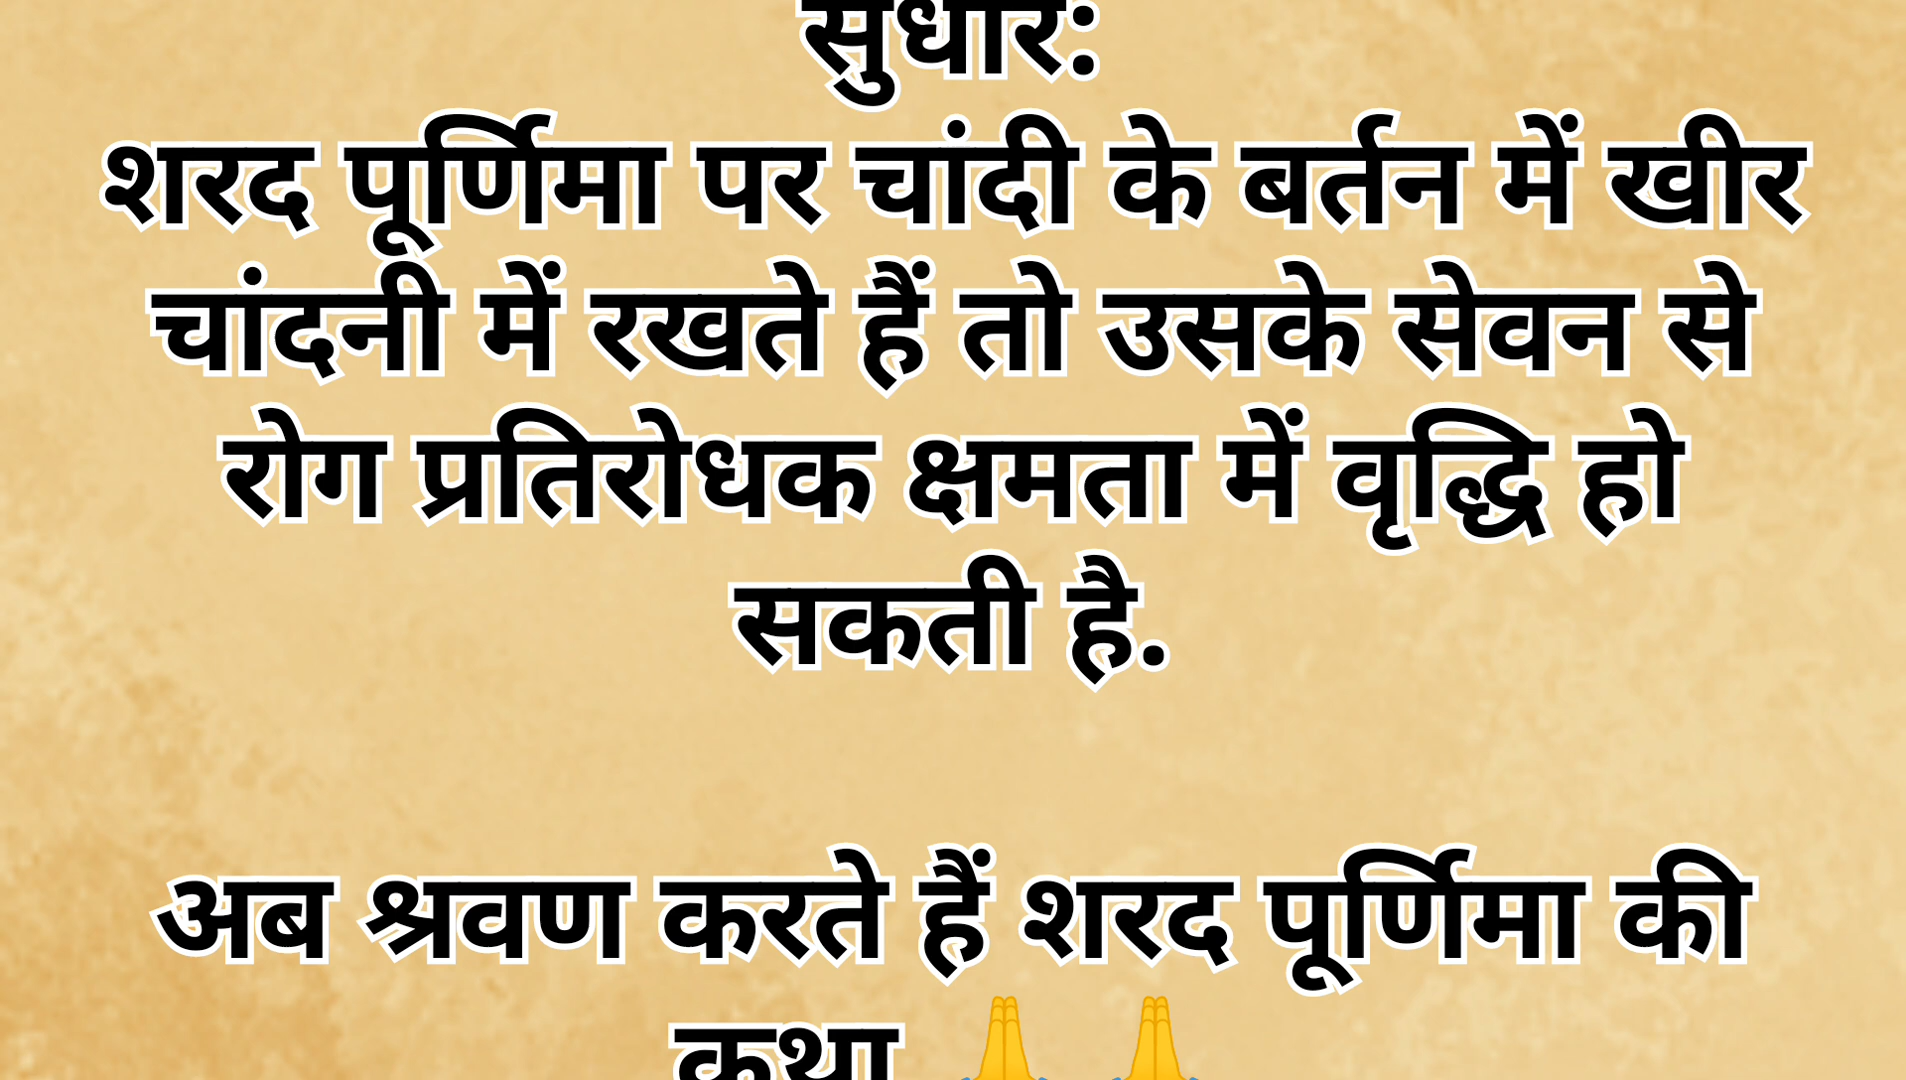 सुधार:
शरद पूर्णिमा पर चांदी के बर्तन में खीर
चांदनी में रखते हैं तो उसके सेवन से
रोग प्रतिरोधक क्षमता में वृद्धि हो
सकती है.
अब श्रवण करते हैं शरद पूर्णिमा की
कथा 🙏 🙏